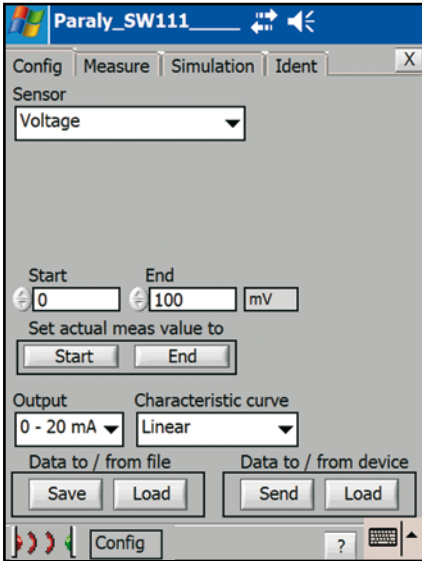 Paraly_SW111____
Config Measure Simulation Ident X
Sensor
Voltage
Start End
0 100 mV
Set actual meas value to
Start End
Output Characteristic curve
0 - 20 mA Linear
Data to / from file Data to / from device
Save Load Send Load
Config ?